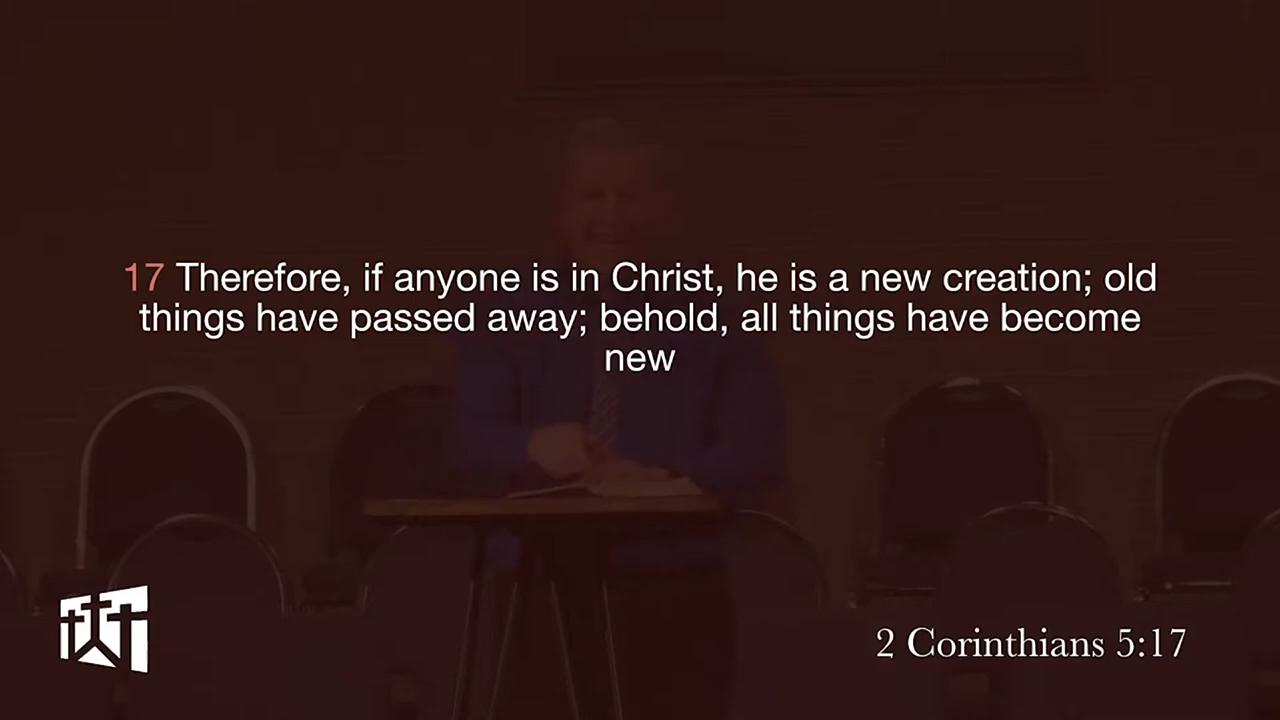 17 Therefore, if anyone is in Christ, he is a new creation; old
things have passed away; behold, all things have become
new
2 Corinthians 5:17